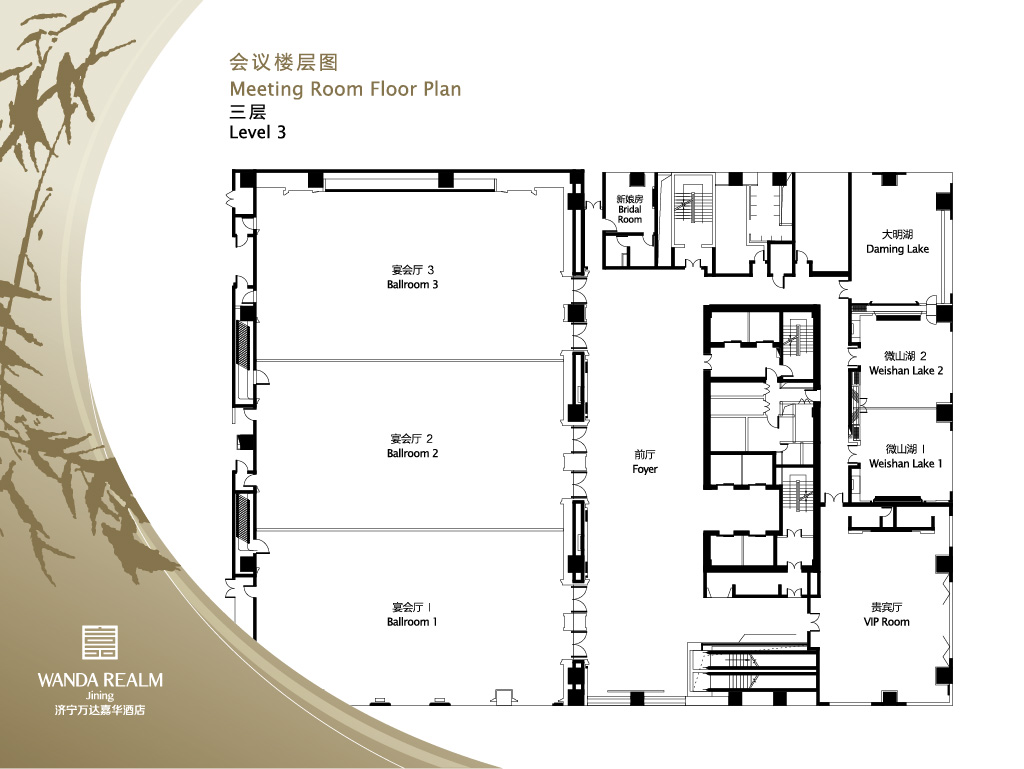 会议楼层图
Meeting Room Floor Plan
三层
Level 3
新娘房
Bridal
Room
大明湖
Daming Lake
宴会厅 3
Ballroom 3
微山湖 2
Weishan Lake 2
宴会厅 2
Ballroom 2
前厅
Foyer
微山湖 1
Weishan Lake 1
宴会厅 1
Ballroom 1
贵宾厅
VIP Room
WANDA REALM
Jining
济宁万达嘉华酒店